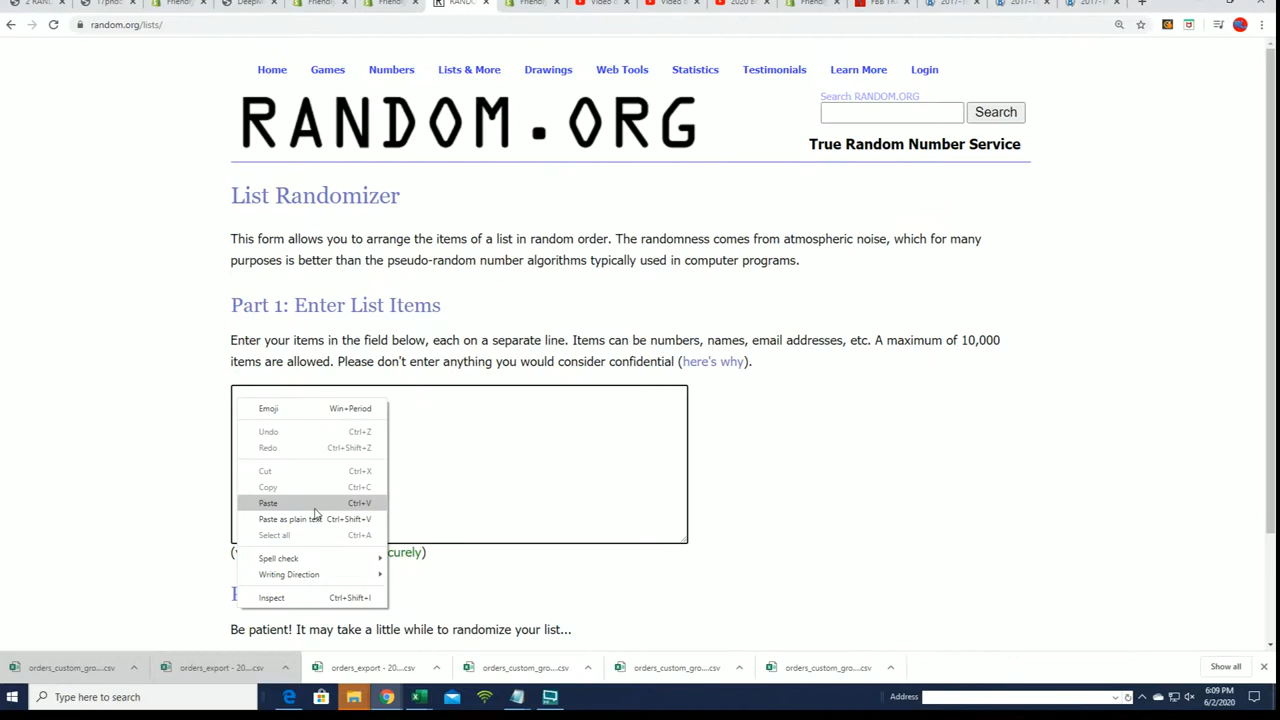 random.org/lists/
Home Games Numbers Lists & More Drawings Web Tools Statistics Testimonials Learn More Login
Search RANDOM.ORG
RANDOM.ORG
Search
True Random Number Service
List Randomizer
This form allows you to arrange the items of a list in random order. The randomness comes from atmospheric noise, which for many
purposes is better than the pseudo-random number algorithms typically used in computer programs.
Part 1: Enter List Items
Enter your items in the field below, each on a separate line. Items can be numbers, names, email addresses, etc. A maximum of 10,000
items are allowed. Please don't enter anything you would consider confidential (here's why).
Emoji Win+Period
Undo Ctrl+Z
Redo Ctrl+Shift+Z
Cut Ctrl+X
Copy Ctrl+C
Paste Ctrl+V
Paste as plain text Ctrl+Shift+V
Select all Ctrl+A
Spell check
Writing Direction
Inspect Ctrl+Shift+I
Be patient! It may take a little while to randomize your list...
orders_custom_gro....csv orders_export - 20....csv orders_export - 20....csv orders_custom_gro....csv orders_custom_gro....csv orders_custom_gro....csv Show all
Type here to search Address 6:09 PM
6/2/2020